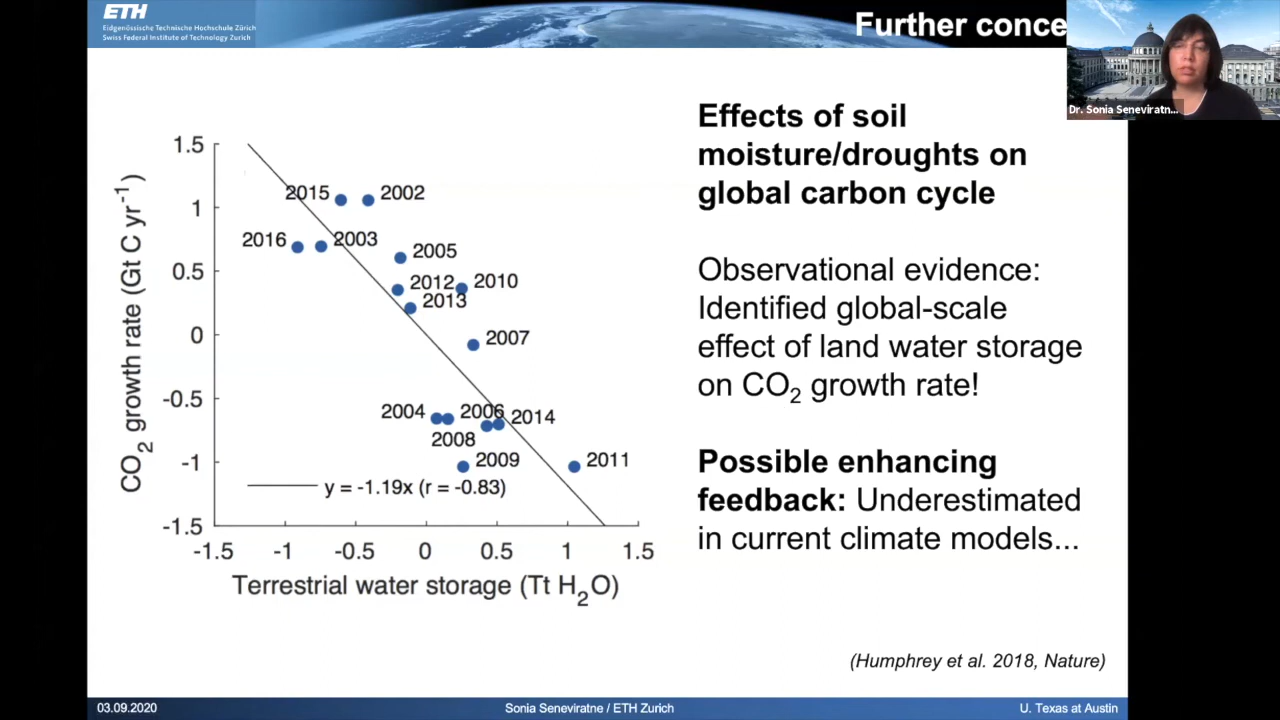 ETH
Eidgenössische Technische Hochschule Zürich
Swiss Federal Institute of Technology Zurich
Further conce
Dr. Sonia Seneviratn...
Effects of soil
moisture/droughts on
global carbon cycle
Observational evidence:
Identified global-scale
effect of land water storage
on CO₂ growth rate!
Possible enhancing
feedback: Underestimated
in current climate models...
(Humphrey et al. 2018, Nature)
CO₂ growth rate (Gt C yr⁻¹)
1.5
1
0.5
0
-0.5
-1
-1.5
2015
2002
2016
2003
2005
2012
2010
2013
2007
2004
2006
2014
2008
2009
2011
y = -1.19x (r = -0.83)
-1.5 -1 -0.5 0 0.5 1 1.5
Terrestrial water storage (Tt H₂O)
03.09.2020
Sonia Seneviratne / ETH Zurich
U. Texas at Austin